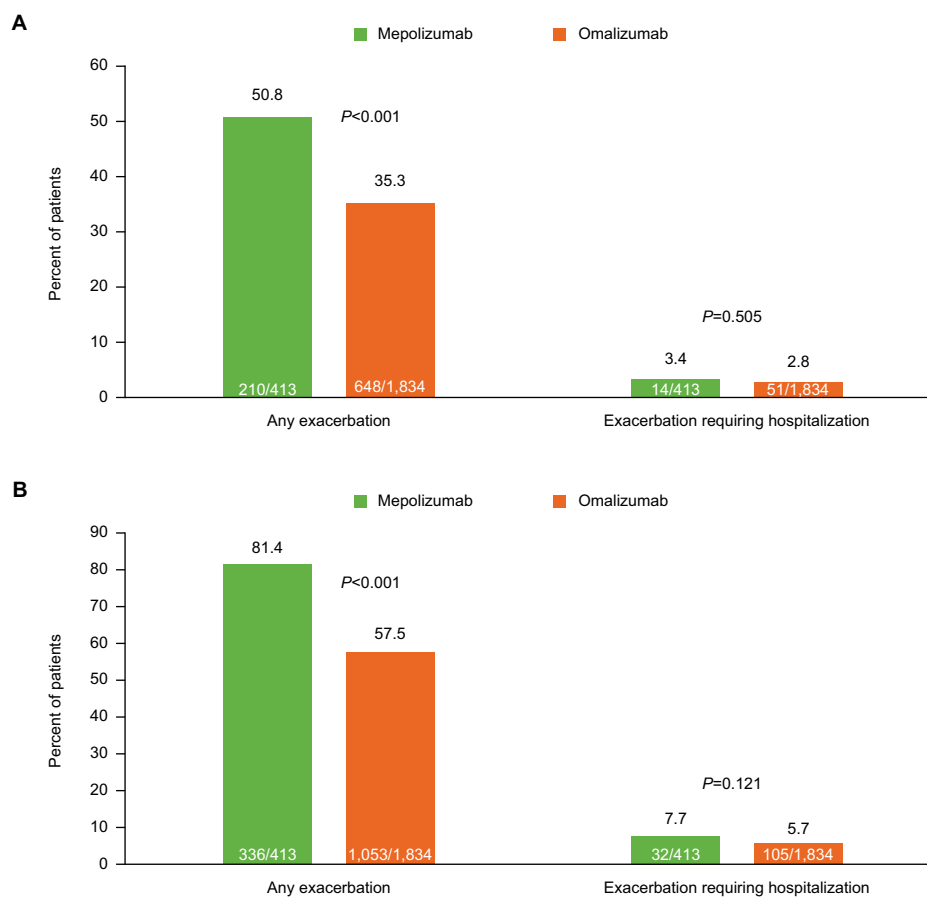 A
Mepolizumab
Omalizumab
60
50
40
30
20
10
0
Percent of patients
50.8
P<0.001
35.3
P=0.505
3.4
2.8
210/413
648/1,834
14/413
51/1,834
Any exacerbation
Exacerbation requiring hospitalization
B
Mepolizumab
Omalizumab
90
80
70
60
50
40
30
20
10
0
Percent of patients
81.4
P<0.001
57.5
P=0.121
7.7
5.7
336/413
1,053/1,834
32/413
105/1,834
Any exacerbation
Exacerbation requiring hospitalization